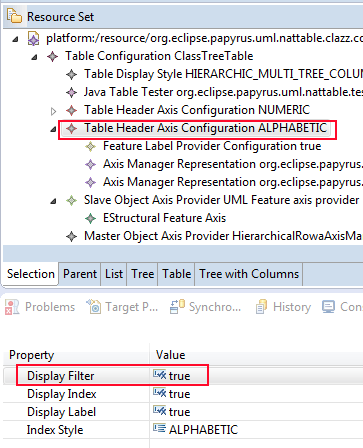 Resource Set
platform:/resource/org.eclipse.papyrus.uml.nattable.clazz.c
Table Configuration ClassTreeTable
Table Display Style HIERARCHIC_MULTI_TREE_COLUM
Java Table Tester org.eclipse.papyrus.uml.nattable.te
Table Header Axis Configuration NUMERIC
Table Header Axis Configuration ALPHABETIC
Feature Label Provider Configuration true
Axis Manager Representation org.eclipse.papyrus.
Axis Manager Representation org.eclipse.papyrus.
Slave Object Axis Provider UML Feature axis provider
EStructural Feature Axis
Master Object Axis Provider HierarchicalRowaAxisMa
Selection Parent List Tree Table Tree with Columns
Problems Target P... Synchro... History Con
Property Value
Display Filter true
Display Index true
Display Label true
Index Style ALPHABETIC